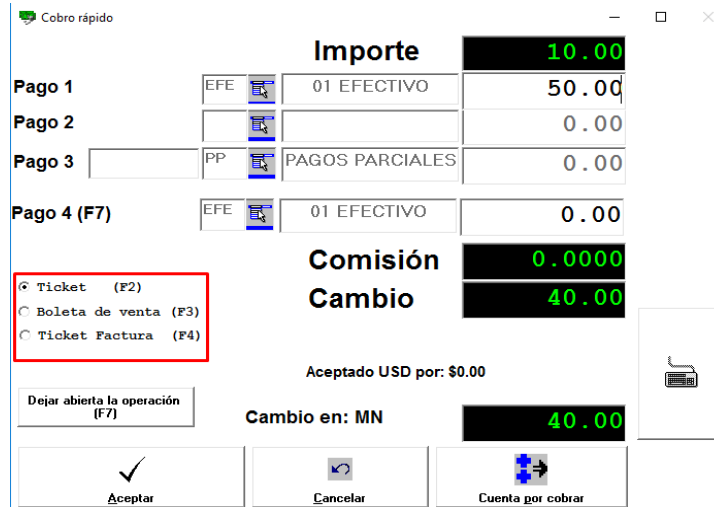 Cobro rápido
Importe 10.00
Pago 1 EFE 01 EFECTIVO 50.00
Pago 2 0.00
Pago 3 PP PAGOS PARCIALES 0.00
Pago 4 (F7) EFE 01 EFECTIVO 0.00
Comisión 0.0000
Cambio 40.00
Ticket (F2)
Boleta de venta (F3)
Ticket Factura (F4)
Aceptado USD por: $0.00
Dejar abierta la operación
(F7)
Cambio en: MN 40.00
Aceptar Cancelar Cuenta por cobrar